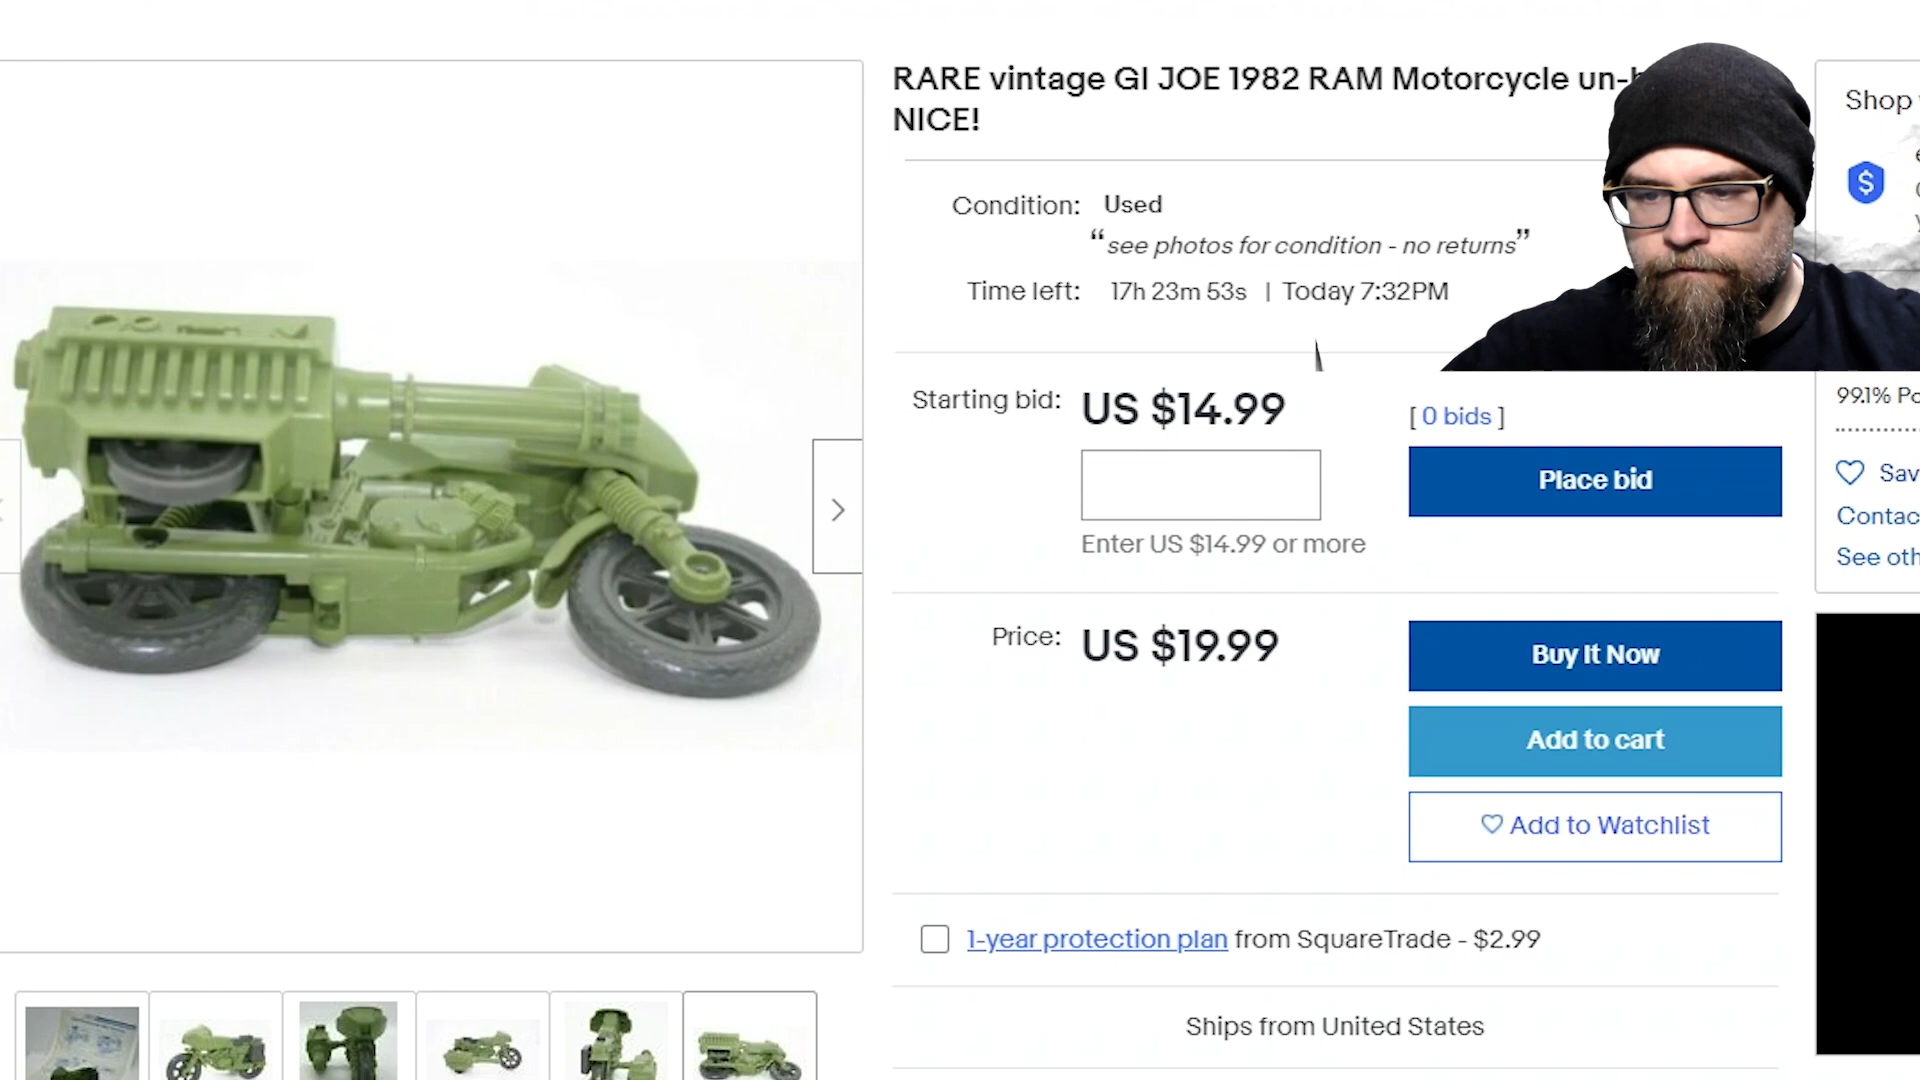 RARE vintage GI JOE 1982 RAM Motorcycle
NICE!
Shop
Condition: Used
“see photos for condition - no returns”
Time left: 17h 23m 53s | Today 7:32PM
Starting bid: US $14.99 [ 0 bids ]
Place bid
Enter US $14.99 or more
99.1%
Contac
See oth
Price: US $19.99
Buy It Now
Add to cart
Add to Watchlist
1-year protection plan from SquareTrade - $2.99
Ships from United States